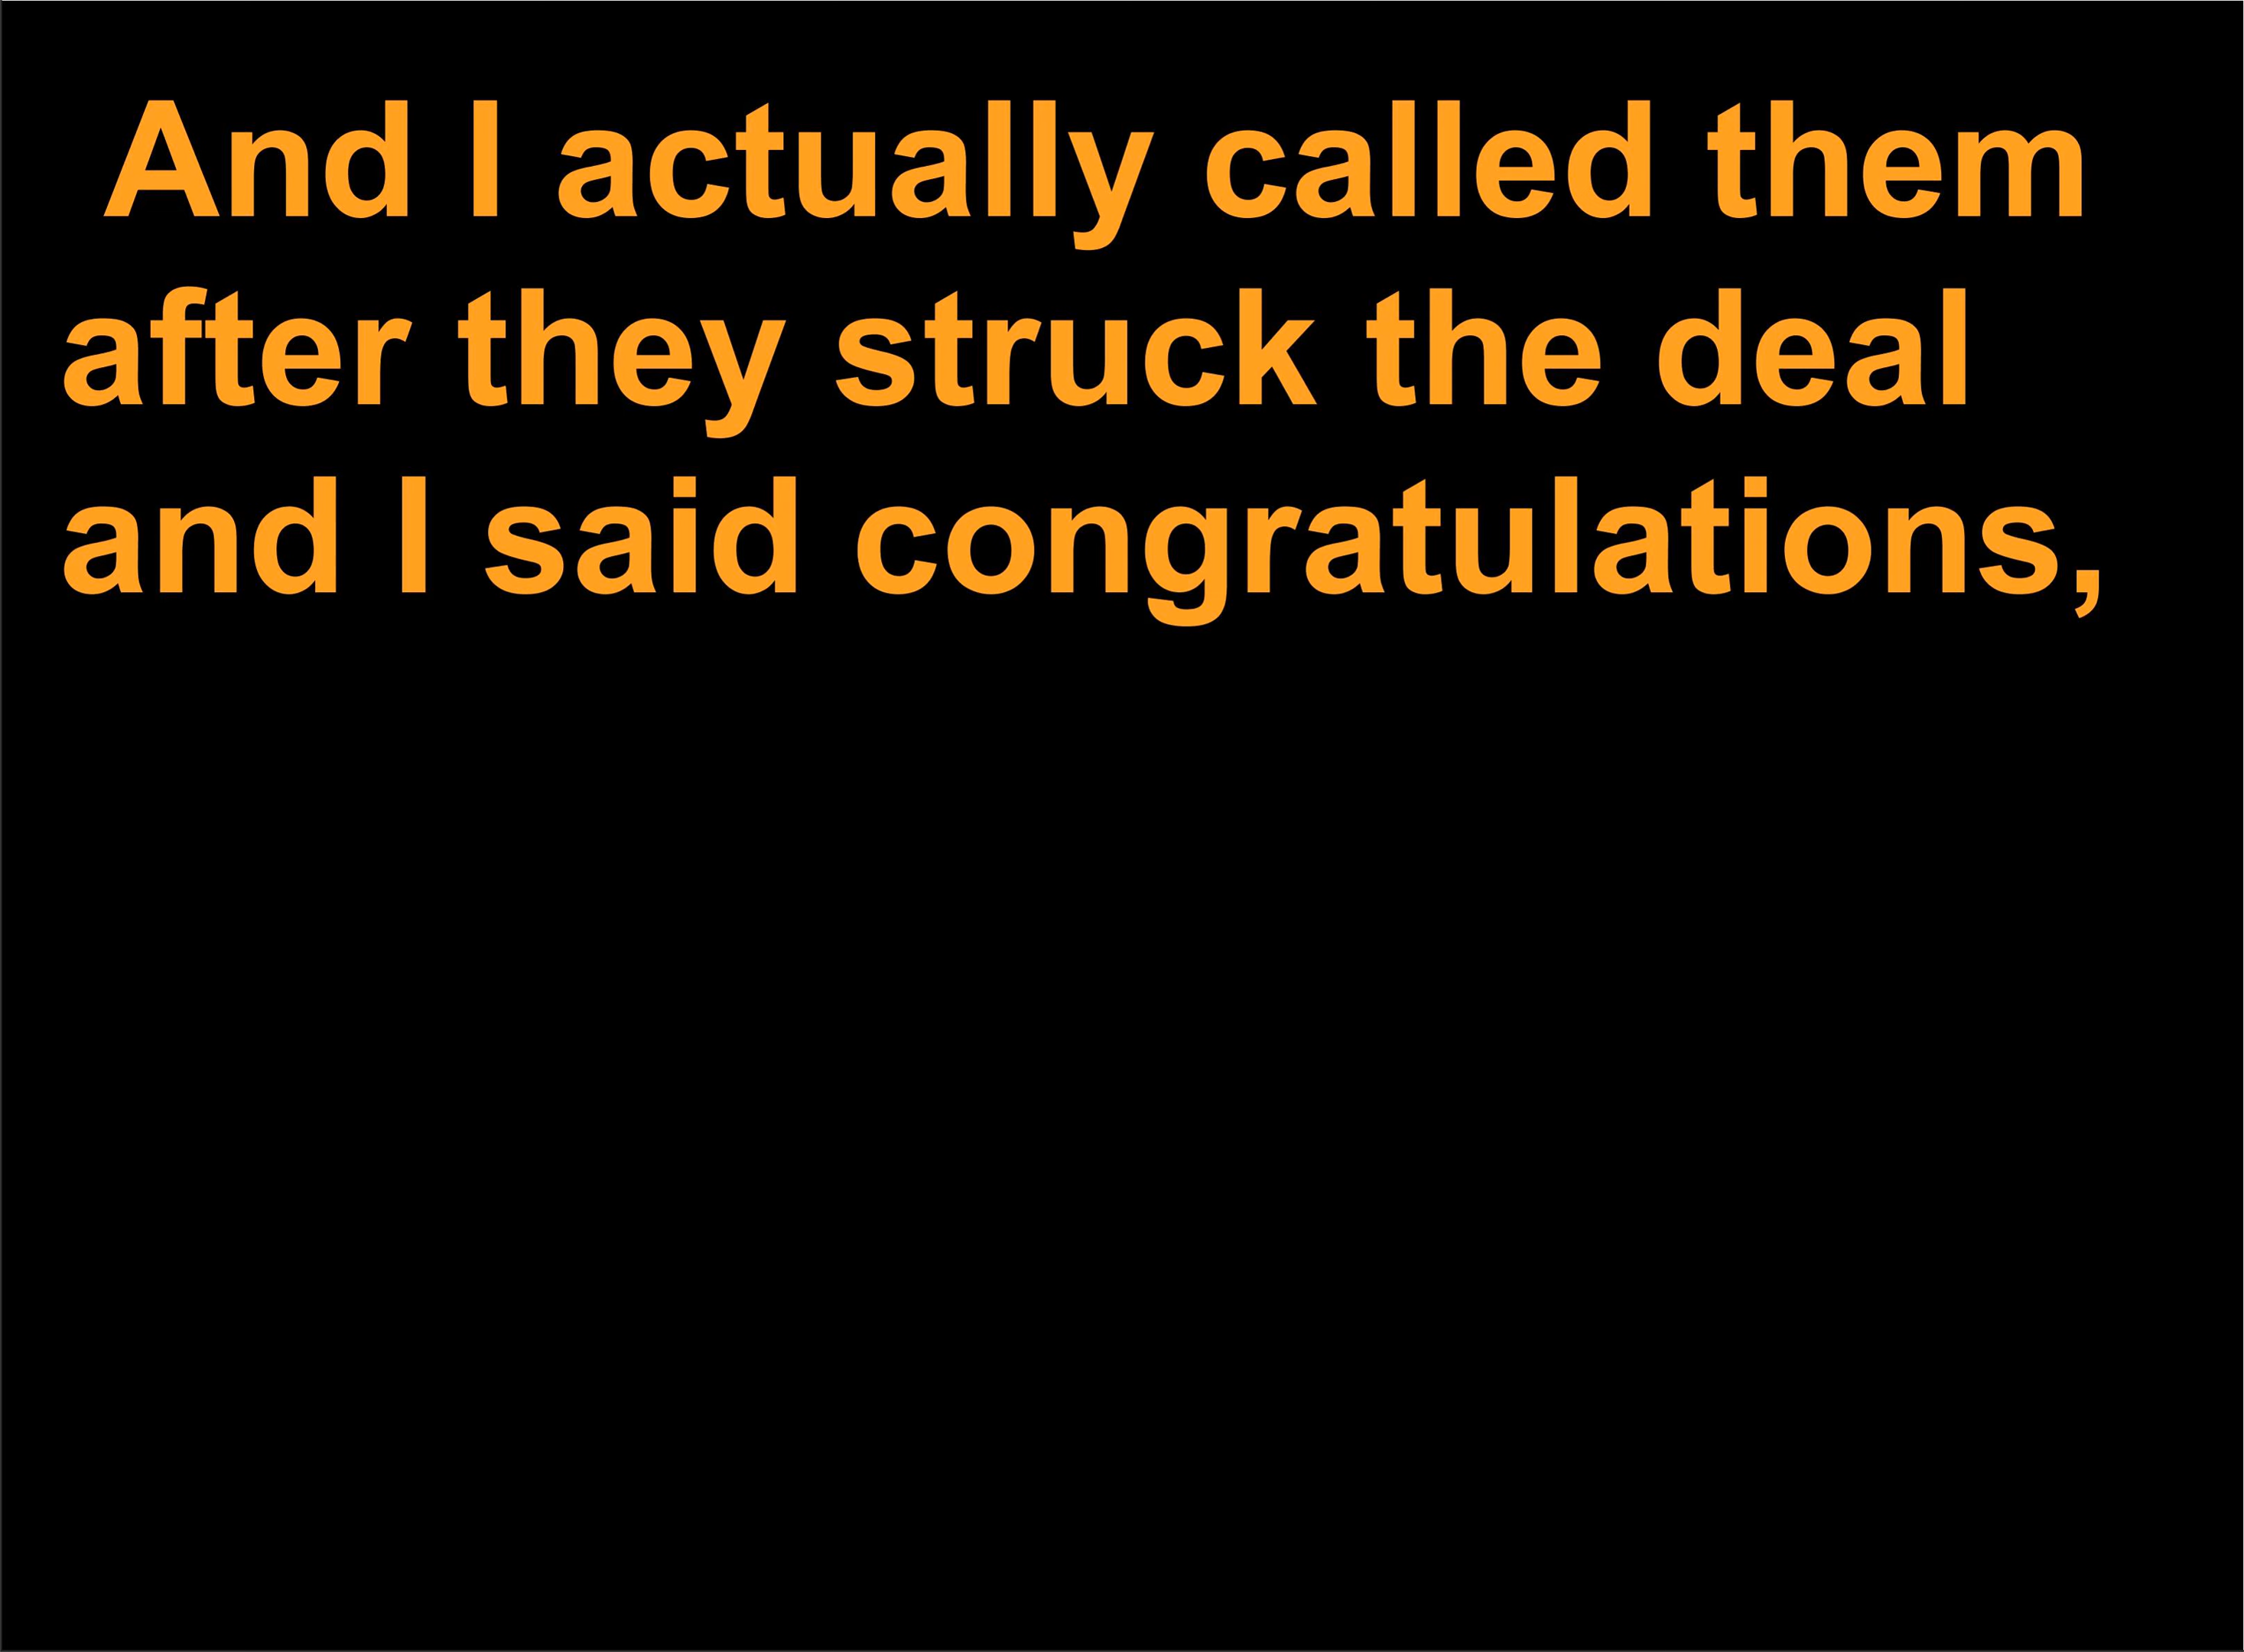 And I actually called them
after they struck the deal
and I said congratulations,